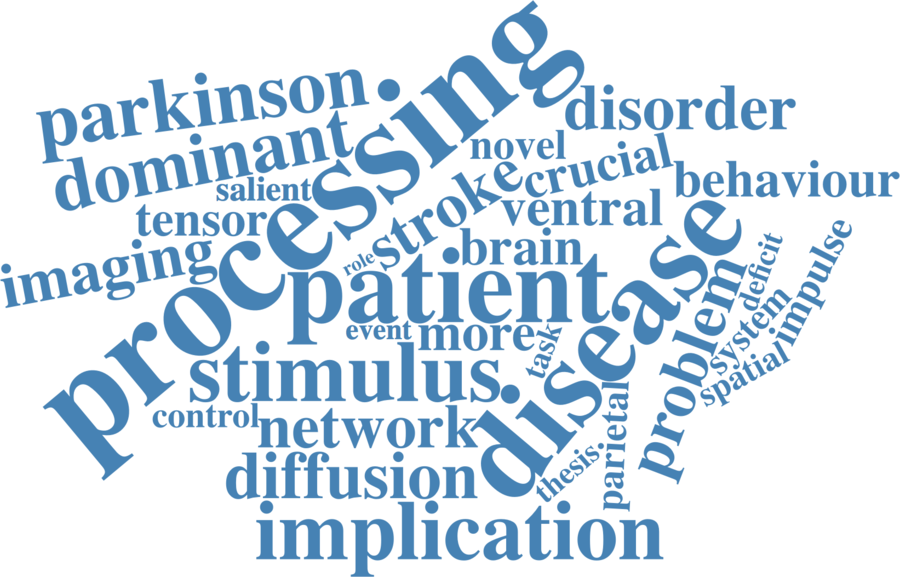 processing
parkinson.
disorder
dominant
novel
crucial
salient
stroke
behaviour
tensor
ventral
imaging
role
brain
disease
patient
problem
deficit
impulse
event
more
task
system
stimulus.
spatial
control
network
parietal
diffusion
thesis.
implication